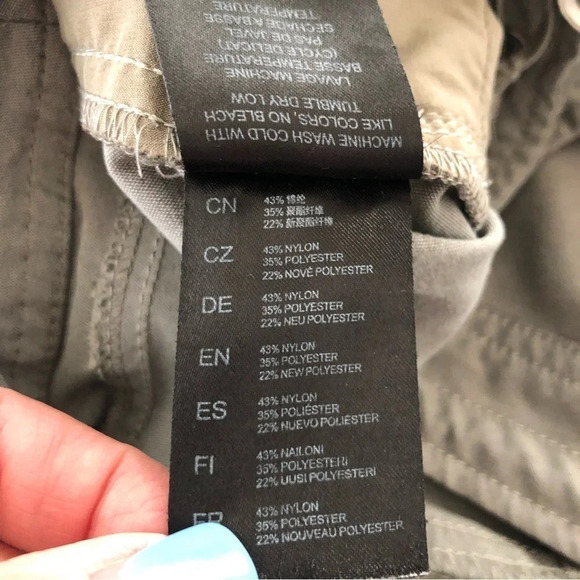 MACHINE WASH COLD WITH
LIKE COLORS, NO BLEACH
TUMBLE DRY LOW
LAVAGE MACHINE
BASSE TEMPERATURE
(CYCLE DELICAT)
PAS DE JAVEL
SECHAGE A BASSE
TEMPERATURE
CN
43% 锦纶
35% 聚酯纤维
22% 新聚酯纤维
CZ
43% NYLON
35% POLYESTER
22% NOVÉ POLYESTER
DE
43% NYLON
35% POLYESTER
22% NEU POLYESTER
EN
43% NYLON
35% POLYESTER
22% NEW POLYESTER
ES
43% NYLON
35% POLIÉSTER
22% NUEVO POLIÉSTER
FI
43% NAILONI
35% POLYESTERI
22% UUSI POLYESTERI
FR
43% NYLON
35% POLYESTER
22% NOUVEAU POLYESTER